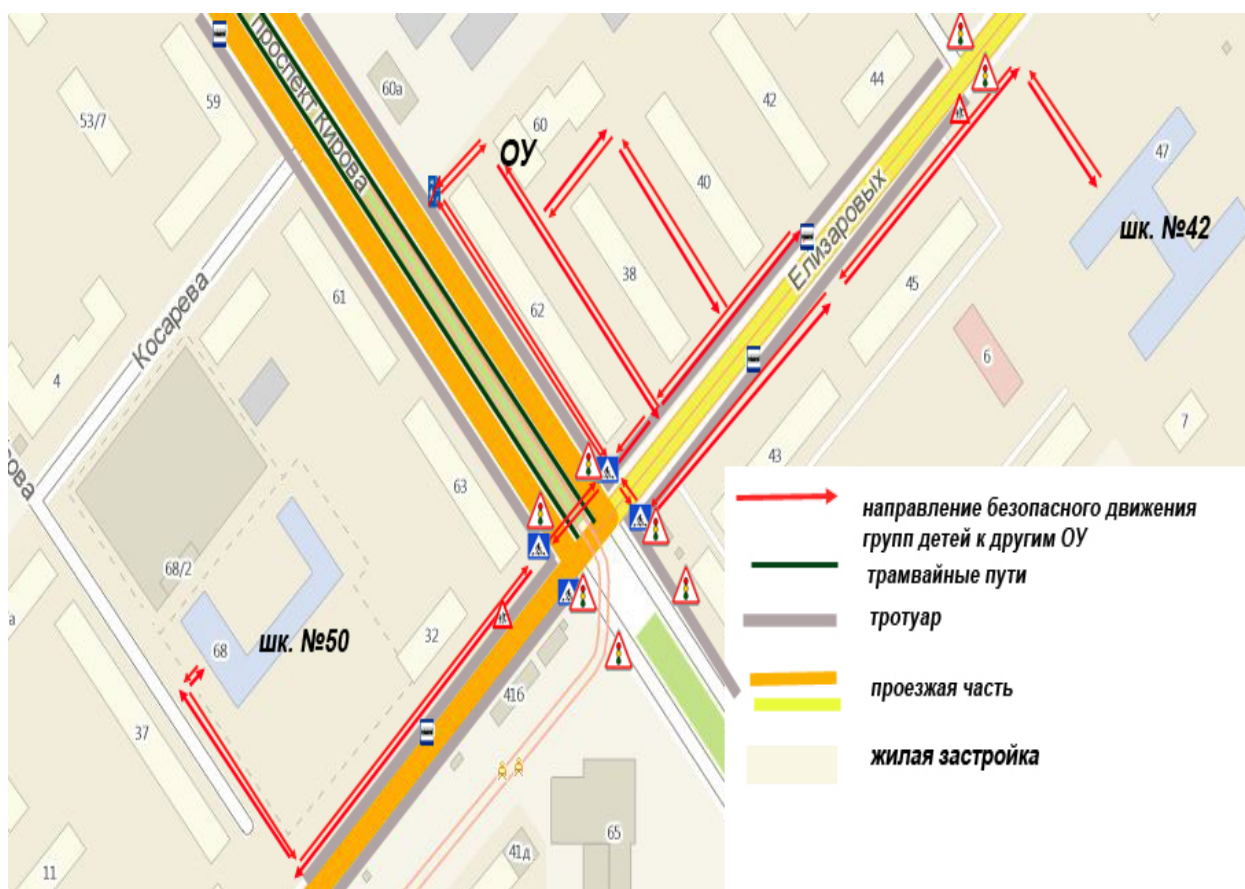 44
42
60а
59
53/7
проспект Кирова
60
ОУ
47
40
шк. №42
Елизаровых
38
45
61
62
Косарева
6
4
7
43
63
направление безопасного движения
групп детей к другим ОУ
68/2
трамвайные пути
тротуар
32
шк. №50
68
проезжая часть
41б
37
жилая застройка
65
41д
11